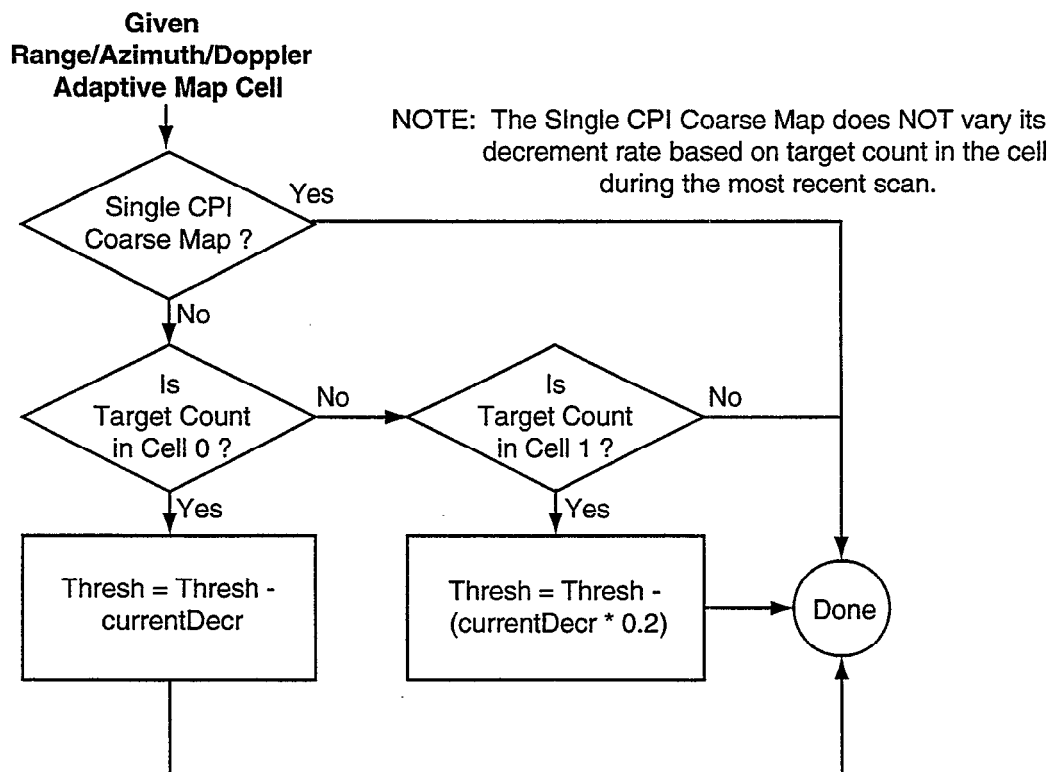 Given
Range/Azimuth/Doppler
Adaptive Map Cell
NOTE: The SIngle CPI Coarse Map does NOT vary its
decrement rate based on target count in the cell
during the most recent scan.
Single CPI
Coarse Map ?
Yes
No
Is
Target Count
in Cell 0 ?
No
Is
Target Count
in Cell 1 ?
No
Yes
Yes
Thresh = Thresh -
currentDecr
Thresh = Thresh -
(currentDecr * 0.2)
Done